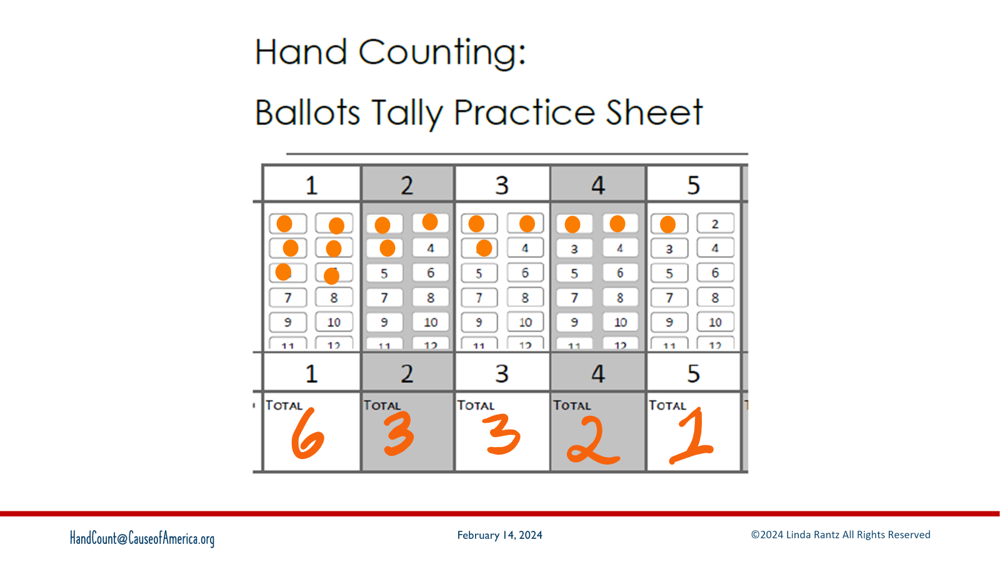 Hand Counting:
Ballots Tally Practice Sheet
1 2 3 4 5
2
4 4 3 4 3 4
5 6 5 6 5 6 5 6
7 8 7 8 7 8 7 8 7 8
9 10 9 10 9 10 9 10 9 10
11 12 11 12 11 12 11 12 11 12
1 2 3 4 5
TOTAL TOTAL TOTAL TOTAL TOTAL
6 3 3 2 1
HandCount@CauseofAmerica.org February 14, 2024 ©2024 Linda Rantz All Rights Reserved